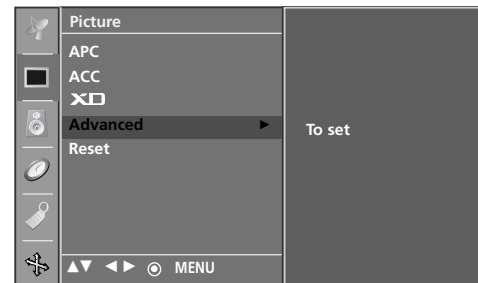 Picture
APC
ACC
XD
Advanced ►
To set
Reset
▲▼ ◄► ◉ MENU